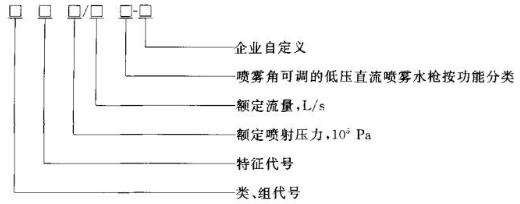 □ □ □/□ □-□
企业自定义
喷雾角可调的低压直流喷雾水枪按功能分类
额定流量,L/s
额定喷射压力,10⁵ Pa
特征代号
类、组代号